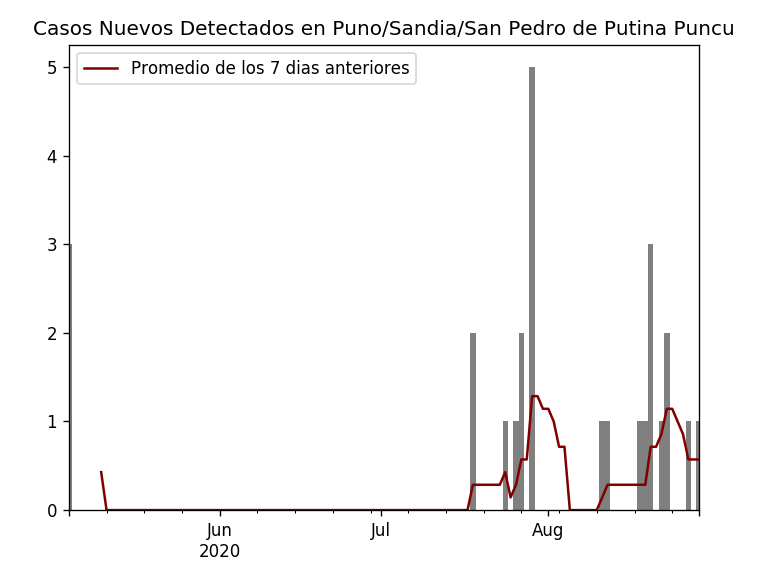 Casos Nuevos Detectados en Puno/Sandia/San Pedro de Putina Puncu
Promedio de los 7 dias anteriores
5
4
3
2
1
0
Jun
2020
Jul
Aug